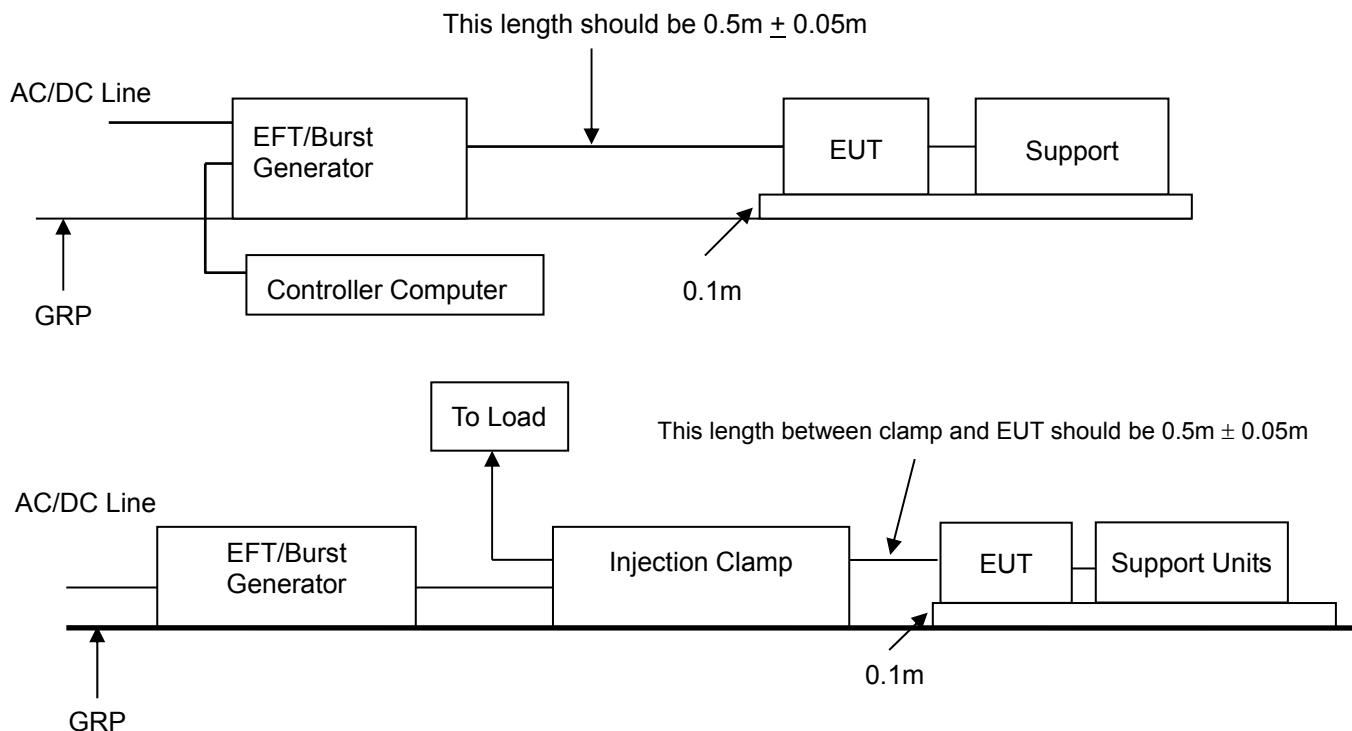 This length should be 0.5m ± 0.05m
AC/DC Line
EFT/Burst
Generator
EUT
Support
Controller Computer
0.1m
GRP
To Load
This length between clamp and EUT should be 0.5m ± 0.05m
AC/DC Line
EFT/Burst
Generator
Injection Clamp
EUT
Support Units
0.1m
GRP